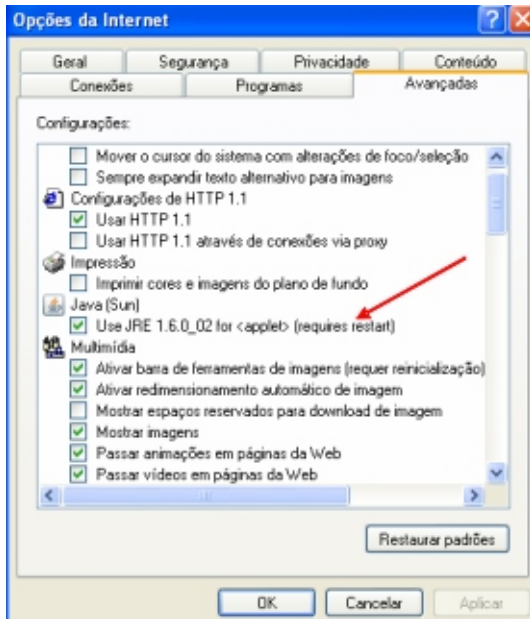 Opções da Internet
Geral Segurança Privacidade Conteúdo
Conexões Programas Avançadas
Configurações:
Mover o cursor do sistema com alterações de foco/seleção
Sempre expandir texto alternativo para imagens
Configurações de HTTP 1.1
Usar HTTP 1.1
Usar HTTP 1.1 através de conexões via proxy
Impressão
Imprimir cores e imagens do plano de fundo
Java (Sun)
Use JRE 1.6.0_02 for <applet> (requires restart)
Multimídia
Ativar barra de ferramentas de imagens (requer reinicialização)
Ativar redimensionamento automático de imagem
Mostrar espaços reservados para download de imagem
Mostrar imagens
Passar animações em páginas da Web
Passar vídeos em páginas da Web
Restaurar padrões
OK Cancelar Aplicar